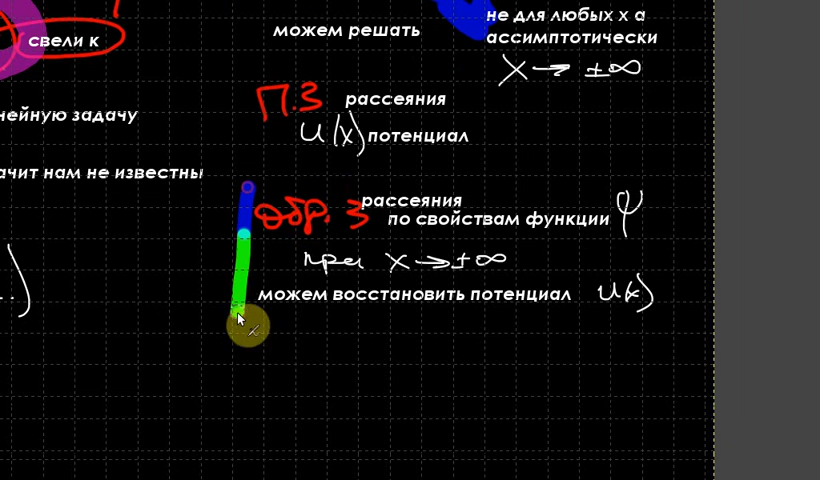 не для любых х а
свели к
можем решать
ассимптотически
x → ±∞
П.З рассеяния
нейную задачу
u(x) потенциал
ачит нам не известны
рассеяния
Обр. З по свойствам функции ψ
при x → ±∞
можем восстановить потенциал u(x)
..)